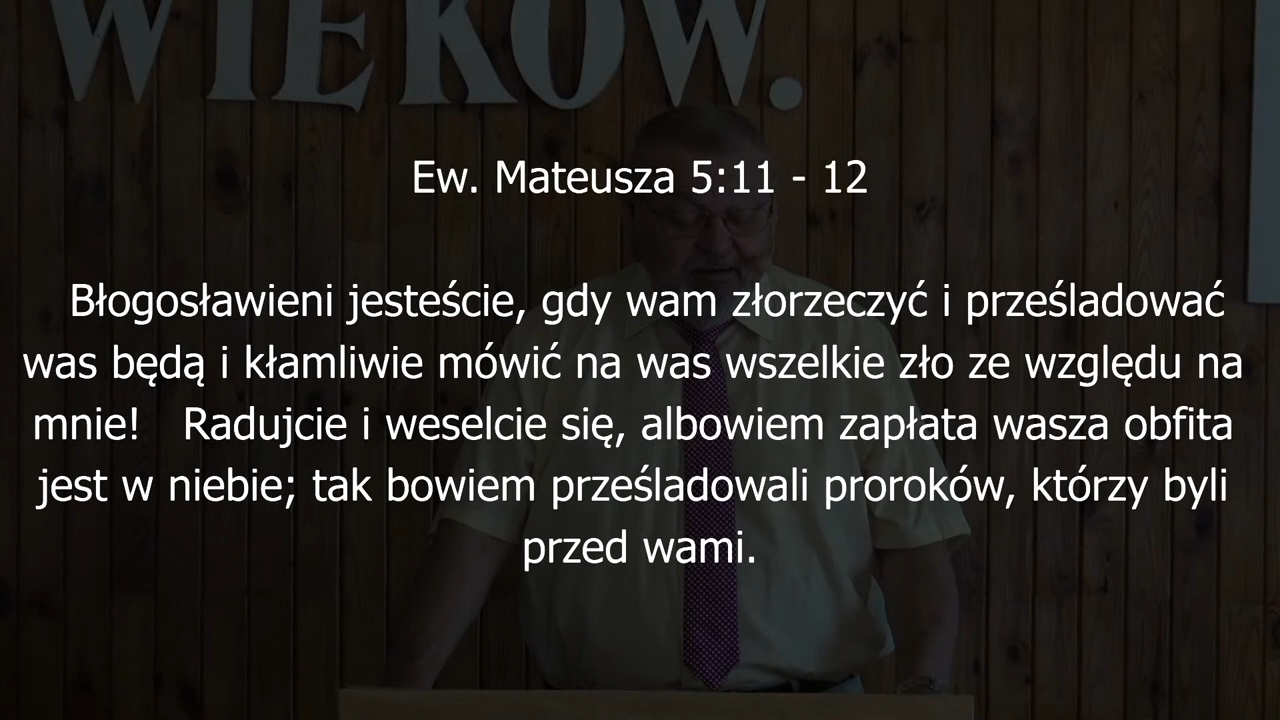 WIEKÓW.
Ew. Mateusza 5:11 - 12
Błogosławieni jesteście, gdy wam złorzeczyć i prześladować
was będą i kłamliwie mówić na was wszelkie zło ze względu na
mnie!   Radujcie i weselcie się, albowiem zapłata wasza obfita
jest w niebie; tak bowiem prześladowali proroków, którzy byli
przed wami.